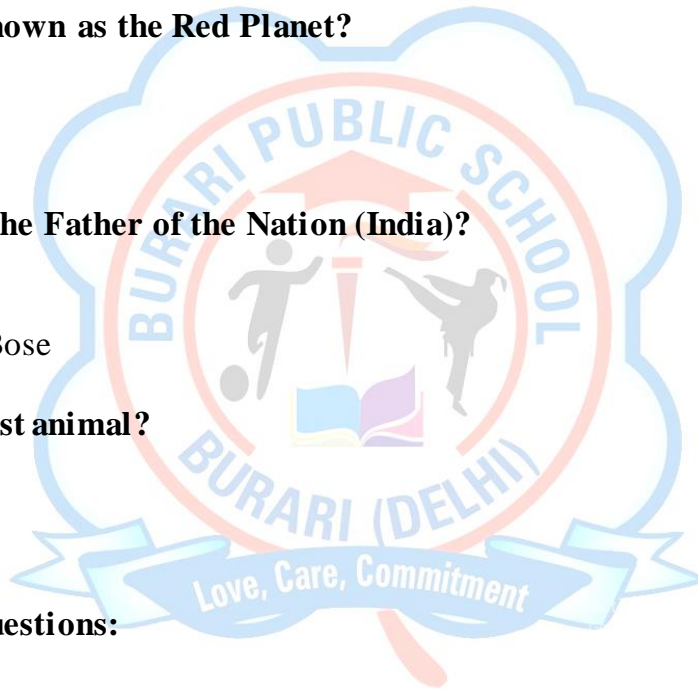 nown as the Red Planet?
BURARI PUBLIC SCHOOL
he Father of the Nation (India)?
Bose
st animal?
BURARI (DELHI)
Love, Care, Commitment
uestions: